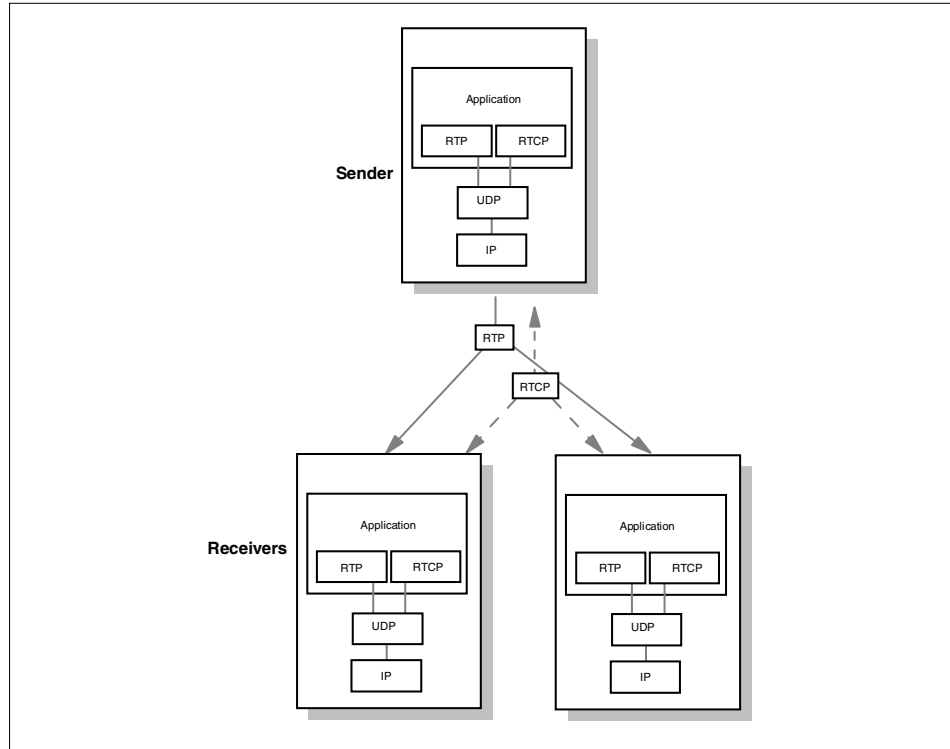 Application
RTP RTCP
Sender
UDP
IP
RTP
RTCP
Application Application
Receivers
RTP RTCP RTP RTCP
UDP UDP
IP IP